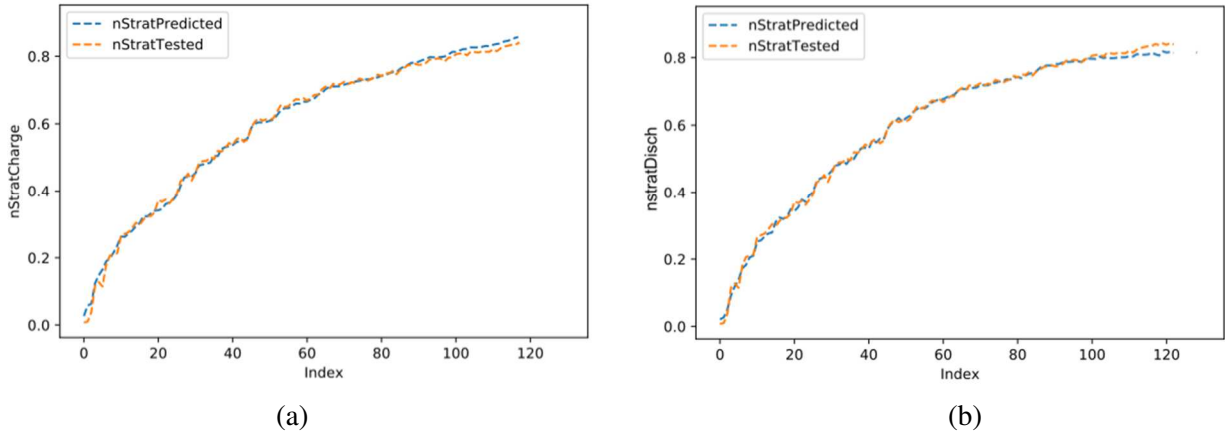 nStratPredicted
nStratTested
nStratCharge
0.8
0.6
0.4
0.2
0.0
0 20 40 60 80 100 120
Index
(a)
nStratPredicted
nStratTested
nstratDisch
0.8
0.6
0.4
0.2
0.0
0 20 40 60 80 100 120
Index
(b)